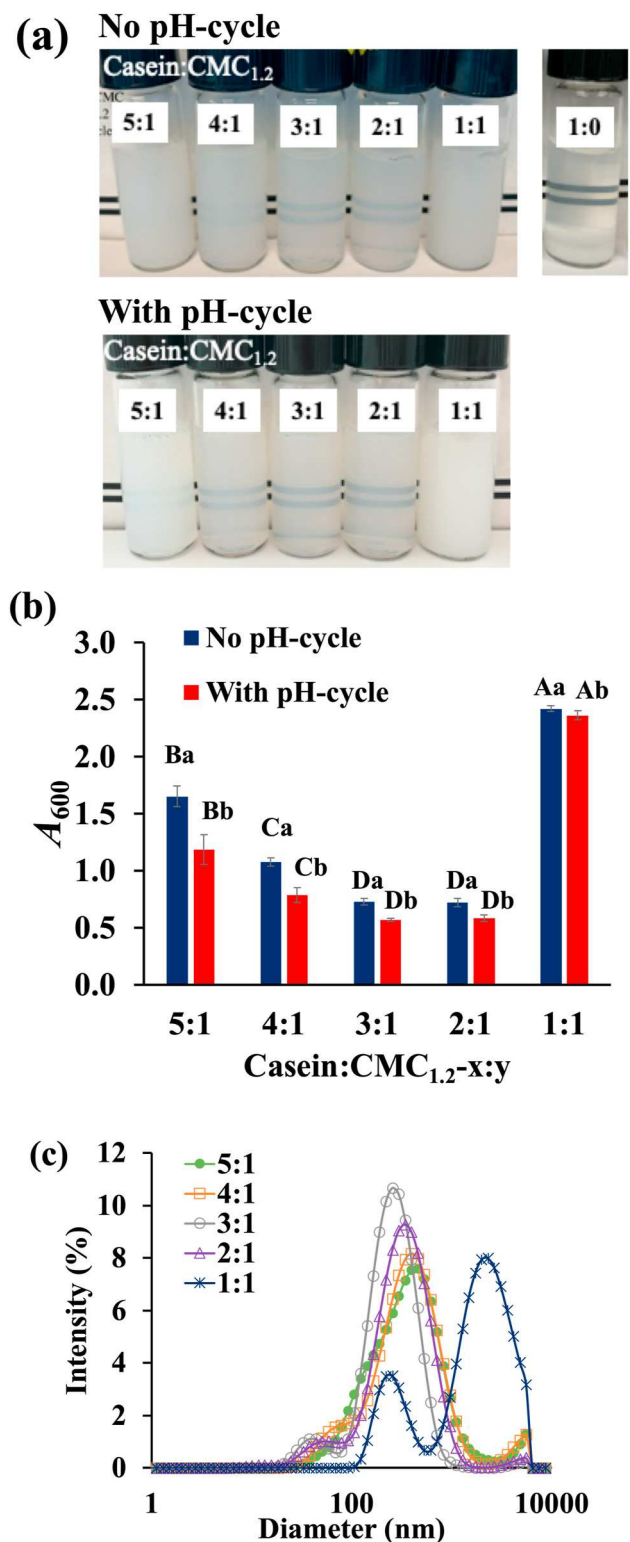 (a)
No pH-cycle
Casein:CMC1.2
5:1 4:1 3:1 2:1 1:1 1:0
With pH-cycle
Casein:CMC1.2
5:1 4:1 3:1 2:1 1:1
(b)
3.0
2.5
2.0
1.5
1.0
0.5
0.0
A600
No pH-cycle
With pH-cycle
Ba Bb Ca Cb Da Db Da Db Aa Ab
5:1 4:1 3:1 2:1 1:1
Casein:CMC1.2-x:y
(c)
12
10
8
6
4
2
0
Intensity (%)
5:1
4:1
3:1
2:1
1:1
1 100 10000
Diameter (nm)